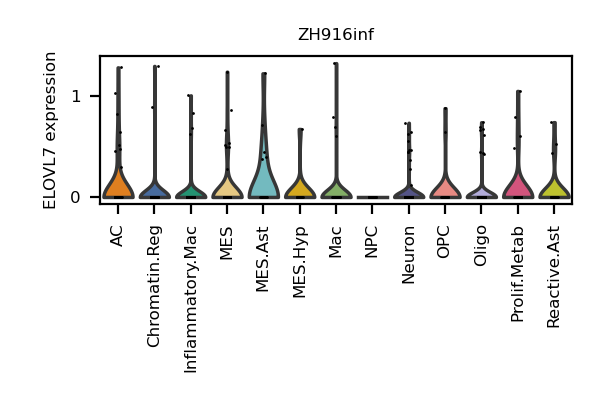 ZH916inf
ELOVL7 expression
1
0
AC
Chromatin.Reg
Inflammatory.Mac
MES
MES.Ast
MES.Hyp
Mac
NPC
Neuron
OPC
Oligo
Prolif.Metab
Reactive.Ast